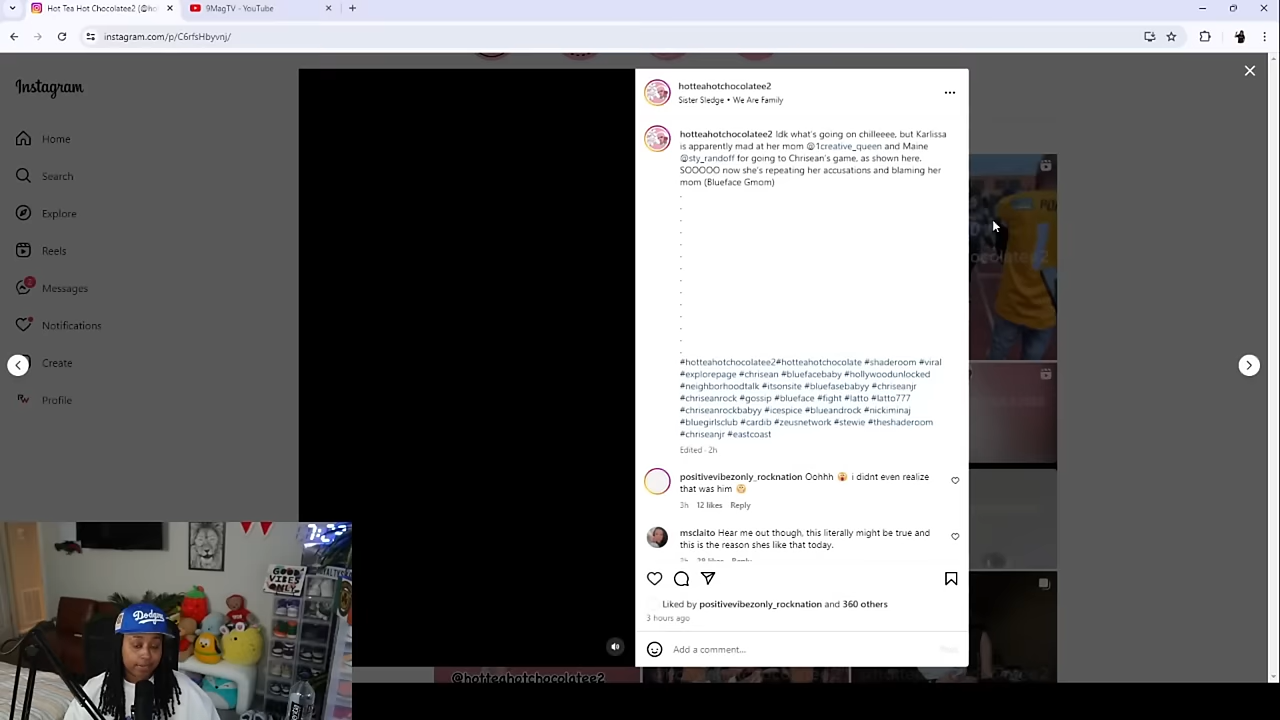 Hot Tea Hot Chocolatee2 (@ho
9MagTV - YouTube
instagram.com/p/C6rfsHbyvnj/
Instagram
Home
Search
Explore
Reels
2
Messages
Notifications
Create
Profile
hotteahotchocolatee2
Sister Sledge • We Are Family
hotteahotchocolatee2 Idk what's going on chilleeee, but Karlissa
is apparently mad at her mom @1creative_queen and Maine
@sty_randoff for going to Chrisean's game, as shown here.
SOOOOO now she's repeating her accusations and blaming her
mom (Blueface Gmom)
.
.
.
.
.
.
.
.
.
.
.
.
.
.
#hotteahotchocolatee2#hotteahotchocolate #shaderoom #viral
#explorepage #chrisean #bluefacebaby #hollywoodunlocked
#neighborhoodtalk #itsonsite #bluefasebabyy #chriseanjr
#chriseanrock #gossip #blueface #fight #latto #latto777
#chriseanrockbabyy #icespice #blueandrock #nickiminaj
#bluegirlsclub #cardib #zeusnetwork #stewie #theshaderoom
#chriseanjr #eastcoast
Edited · 2h
positivevibezonly_rocknation Oohhh 😱 i didnt even realize
that was him
3h 12 likes Reply
msclaito Hear me out though, this literally might be true and
this is the reason shes like that today.
Liked by positivevibezonly_rocknation and 360 others
3 hours ago
Add a comment...
@hotteahotchocolatee2
GOOD
VIBES
ONLY
Dodgers